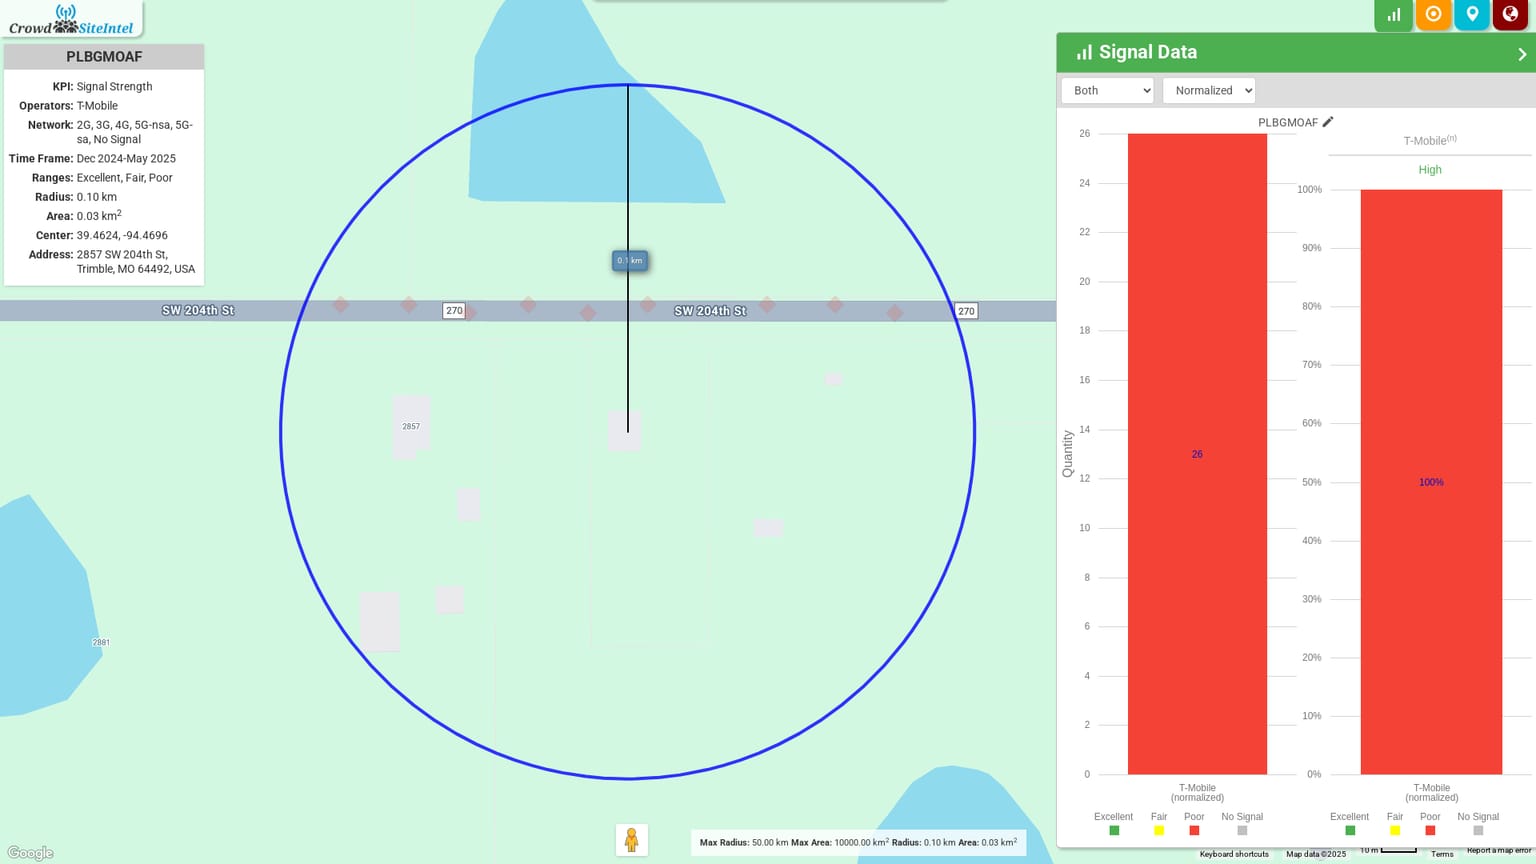 Crowd SiteIntel
PLBGMOAF
KPI: Signal Strength
Operators: T-Mobile
Network: 2G, 3G, 4G, 5G-nsa, 5G-
sa, No Signal
Time Frame: Dec 2024-May 2025
Ranges: Excellent, Fair, Poor
Radius: 0.10 km
Area: 0.03 km²
Center: 39.4624, -94.4696
Address: 2857 SW 204th St,
Trimble, MO 64492, USA
0.1 km
SW 204th St
270
SW 204th St
270
2857
2881
Google
Max Radius: 50.00 km Max Area: 10000.00 km² Radius: 0.10 km Area: 0.03 km²
Signal Data
Both
Normalized
PLBGMOAF
Quantity
26
24
22
20
18
16
14
12
10
8
6
4
2
0
26
T-Mobile
(normalized)
Excellent Fair Poor No Signal
T-Mobile(n)
High
100%
90%
80%
70%
60%
50%
40%
30%
20%
10%
0%
100%
T-Mobile
(normalized)
Excellent Fair Poor No Signal
Keyboard shortcuts
Map data ©2025
10 m
Terms
Report a map error